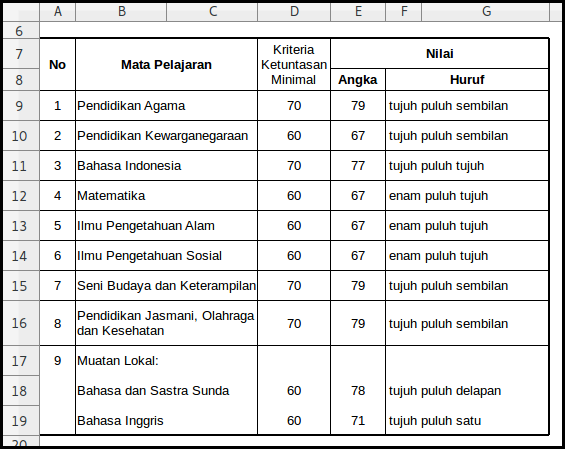 A B C D E F G
6
7 No Mata Pelajaran Kriteria Ketuntasan Minimal Nilai
8 Angka Huruf
9 1 Pendidikan Agama 70 79 tujuh puluh sembilan
10 2 Pendidikan Kewarganegaraan 60 67 tujuh puluh sembilan
11 3 Bahasa Indonesia 70 77 tujuh puluh tujuh
12 4 Matematika 60 67 enam puluh tujuh
13 5 Ilmu Pengetahuan Alam 60 67 enam puluh tujuh
14 6 Ilmu Pengetahuan Sosial 60 67 enam puluh tujuh
15 7 Seni Budaya dan Keterampilan 70 79 tujuh puluh sembilan
16 8 Pendidikan Jasmani, Olahraga
dan Kesehatan 70 79 tujuh puluh sembilan
17 9 Muatan Lokal:
18 Bahasa dan Sastra Sunda 60 78 tujuh puluh delapan
19 Bahasa Inggris 60 71 tujuh puluh satu
20